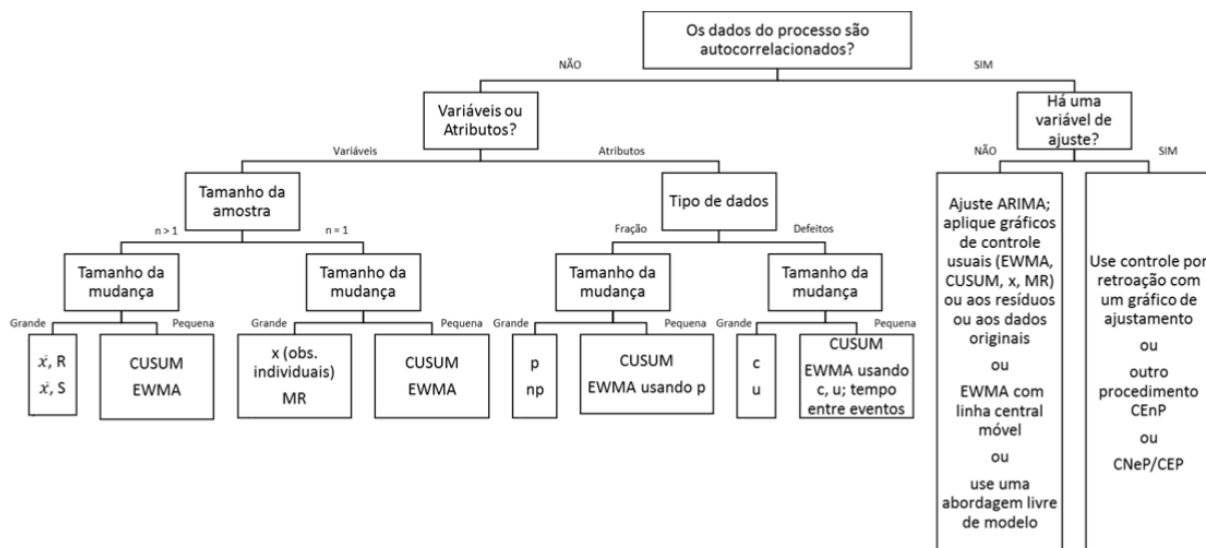 Os dados do processo são
autocorrelacionados?
NÃO
SIM
Variáveis ou
Atributos?
Há uma
variável de
ajuste?
Variáveis
Atributos
NÃO
SIM
Tamanho da
amostra
Tipo de dados
n > 1
n = 1
Fração
Defeitos
Tamanho da
mudança
Tamanho da
mudança
Tamanho da
mudança
Tamanho da
mudança
Grande
Pequena
Grande
Pequena
Grande
Pequena
Grande
Pequena
ẋ, R
ẋ, S
CUSUM
EWMA
x (obs.
individuais)
MR
CUSUM
EWMA
p
np
CUSUM
EWMA usando p
c
u
CUSUM
EWMA usando
c, u; tempo
entre eventos
Ajuste ARIMA;
aplique gráficos
de controle
usuais (EWMA,
CUSUM, x, MR)
ou aos resíduos
ou aos dados
originais
ou
EWMA com
linha central
móvel
ou
use uma
abordagem livre
de modelo
Use controle por
retroação com
um gráfico de
ajustamento
ou
outro
procedimento
CEnP
ou
CNeP/CEP